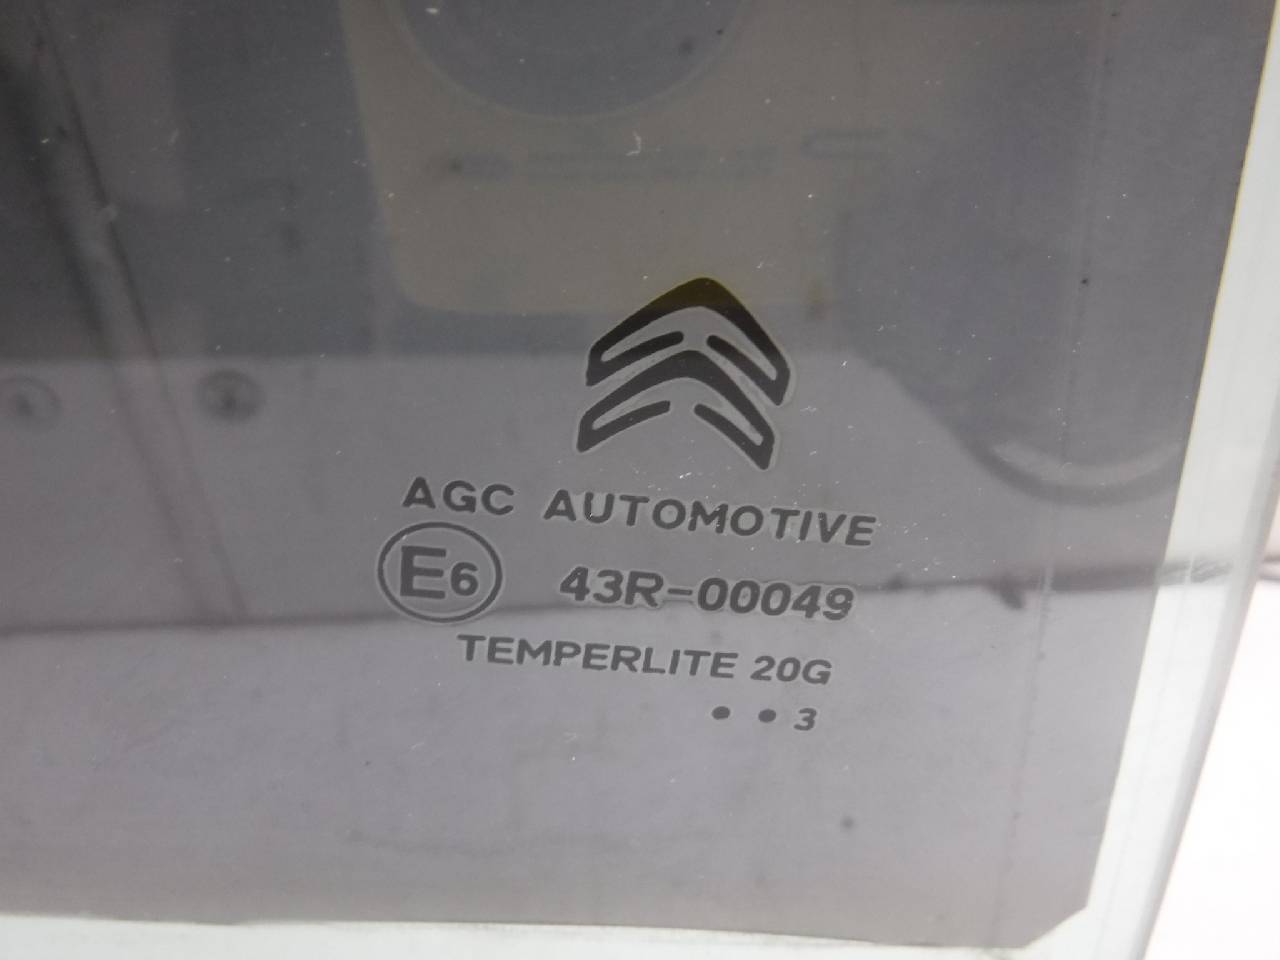 AGC AUTOMOTIVE
E6 43R-00049
TEMPERLITE 20G
• • 3